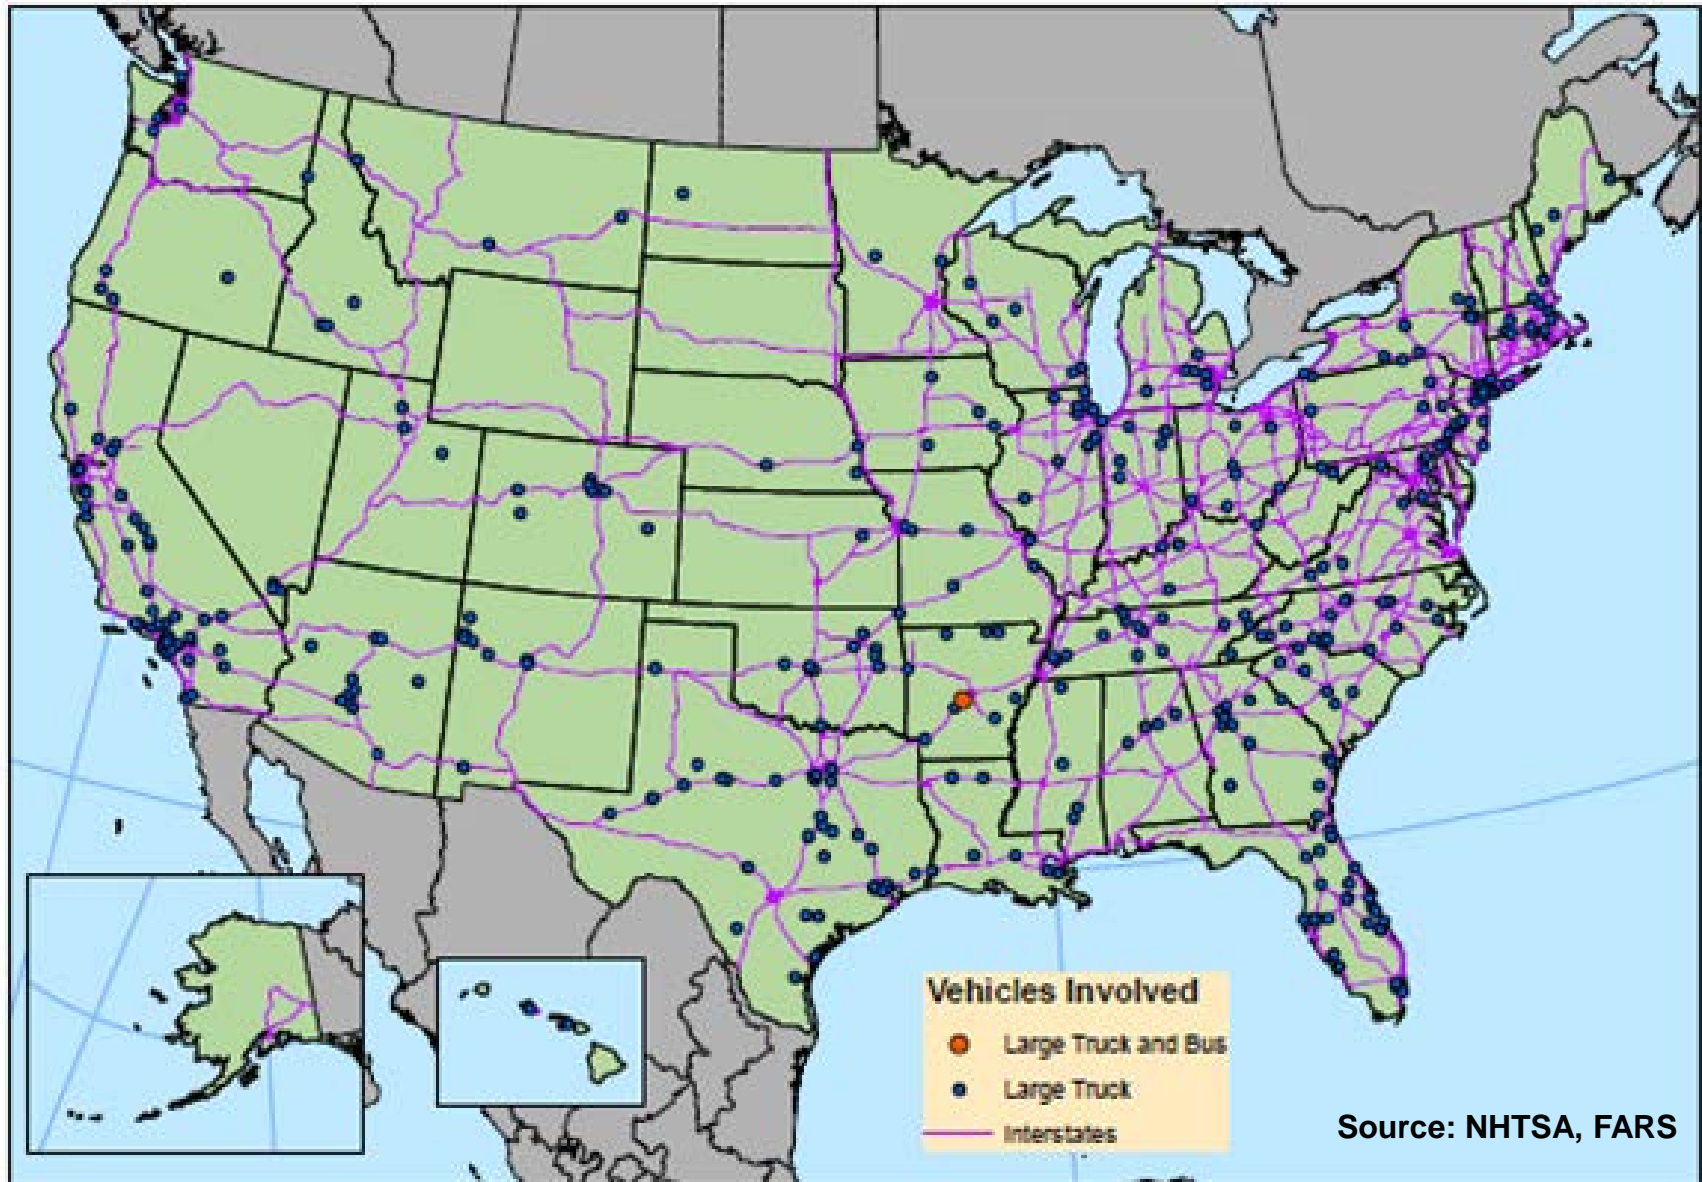 Vehicles Involved
Large Truck and Bus
Large Truck
Interstates
Source: NHTSA, FARS